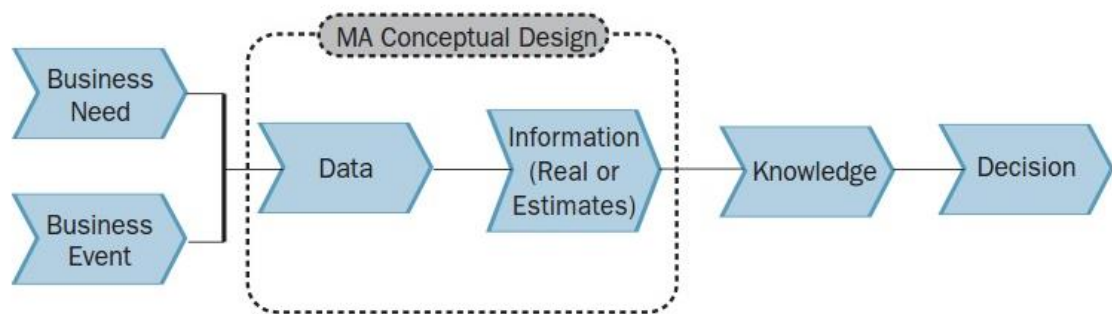 MA Conceptual Design
Business
Need
Business
Event
Data
Information
(Real or
Estimates)
Knowledge
Decision